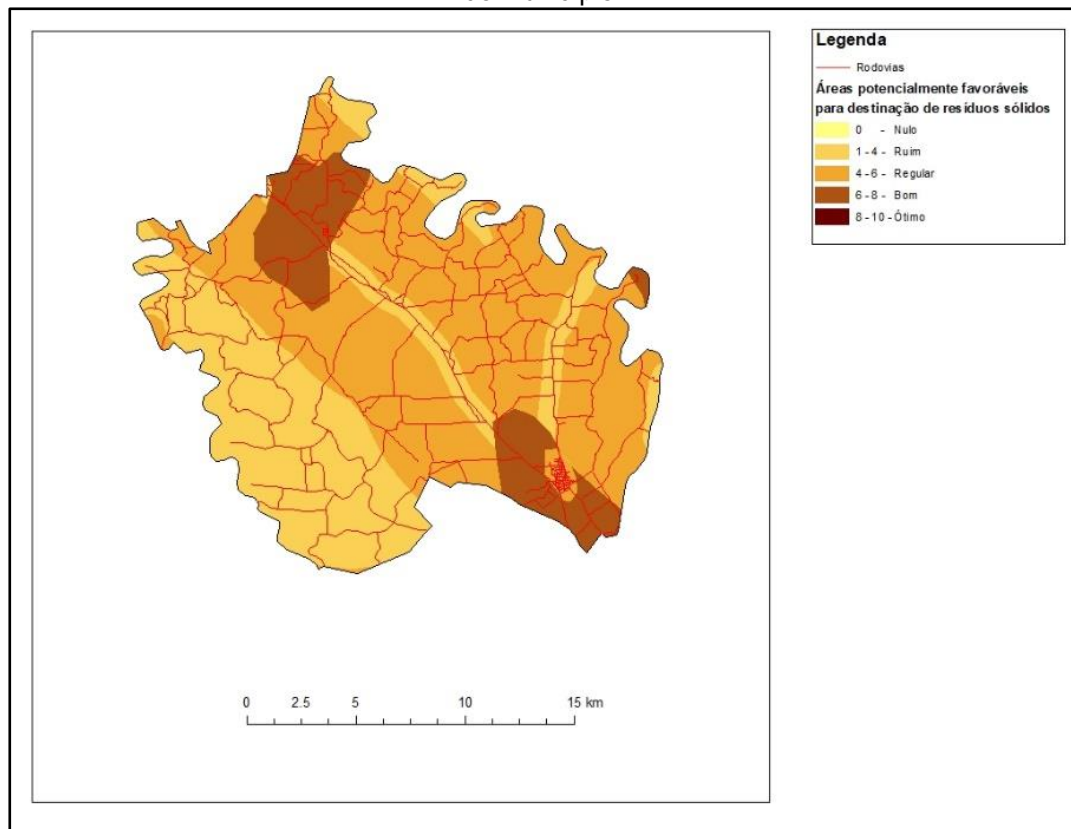 Legenda
Rodovias
Áreas potencialmente favoráveis
para destinação de resíduos sólidos
0 - Nulo
1 - 4 - Ruim
4 - 6 - Regular
6 - 8 - Bom
8 - 10 - Ótimo
0 2.5 5 10 15 km